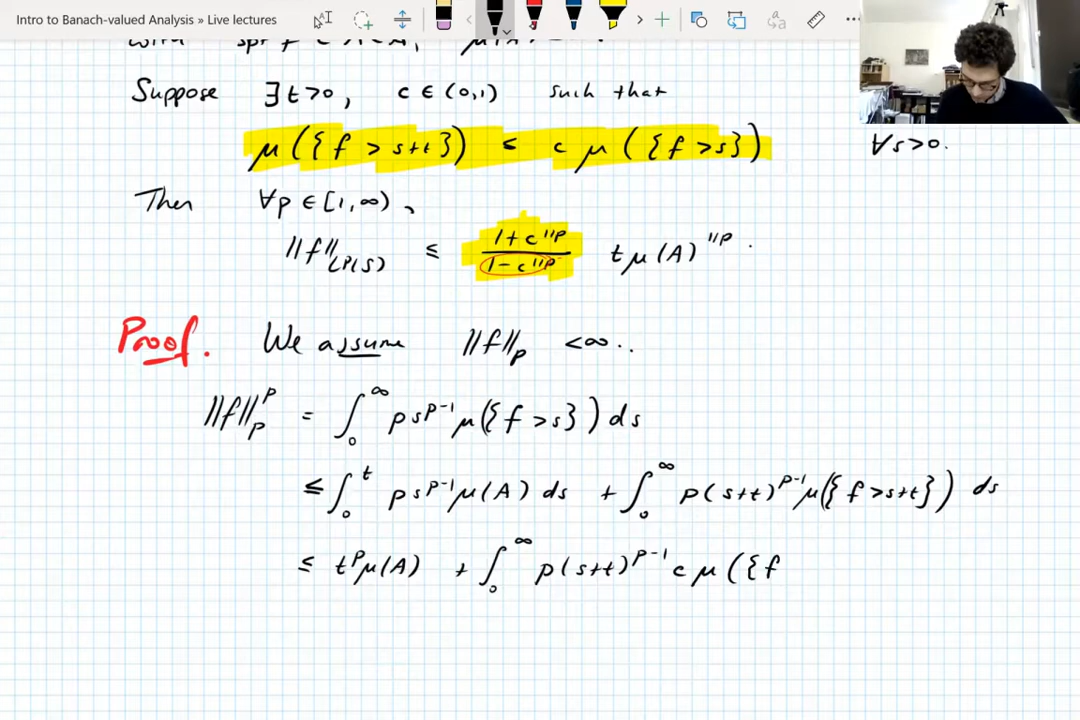 Intro to Banach-valued Analysis » Live lectures
Suppose ∃t>0, c∈(0,1) such that
μ({f > s+t}) ≤ c μ({f >s}) ∀s>0.
Then ∀p∈[1,∞),
‖f‖_{L^p(S)} ≤ (1+c^{1/p})/(1-c^{1/p}) tμ(A)^{1/p}.
Proof. We assume ‖f‖_p <∞..
‖f‖_p^p = ∫_0^∞ p s^{p-1} μ({f >s}) ds
≤ ∫_0^t p s^{p-1} μ(A) ds + ∫_0^∞ p(s+t)^{p-1} μ({f >s+t}) ds
≤ t^p μ(A) + ∫_0^∞ p(s+t)^{p-1} c μ({f